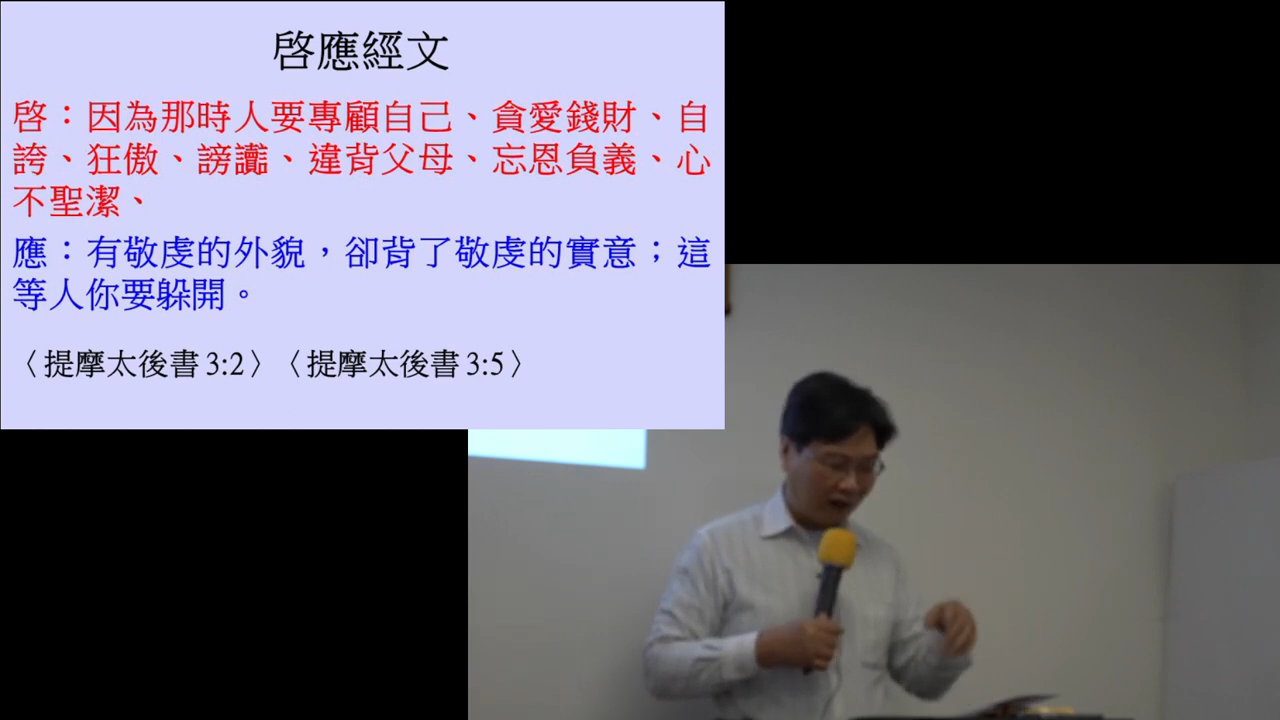 啓應經文
啓：因為那時人要專顧自己、貪愛錢財、自
誇、狂傲、謗讟、違背父母、忘恩負義、心
不聖潔、
應：有敬虔的外貌，卻背了敬虔的實意；這
等人你要躲開。
〈提摩太後書 3:2〉〈提摩太後書 3:5〉